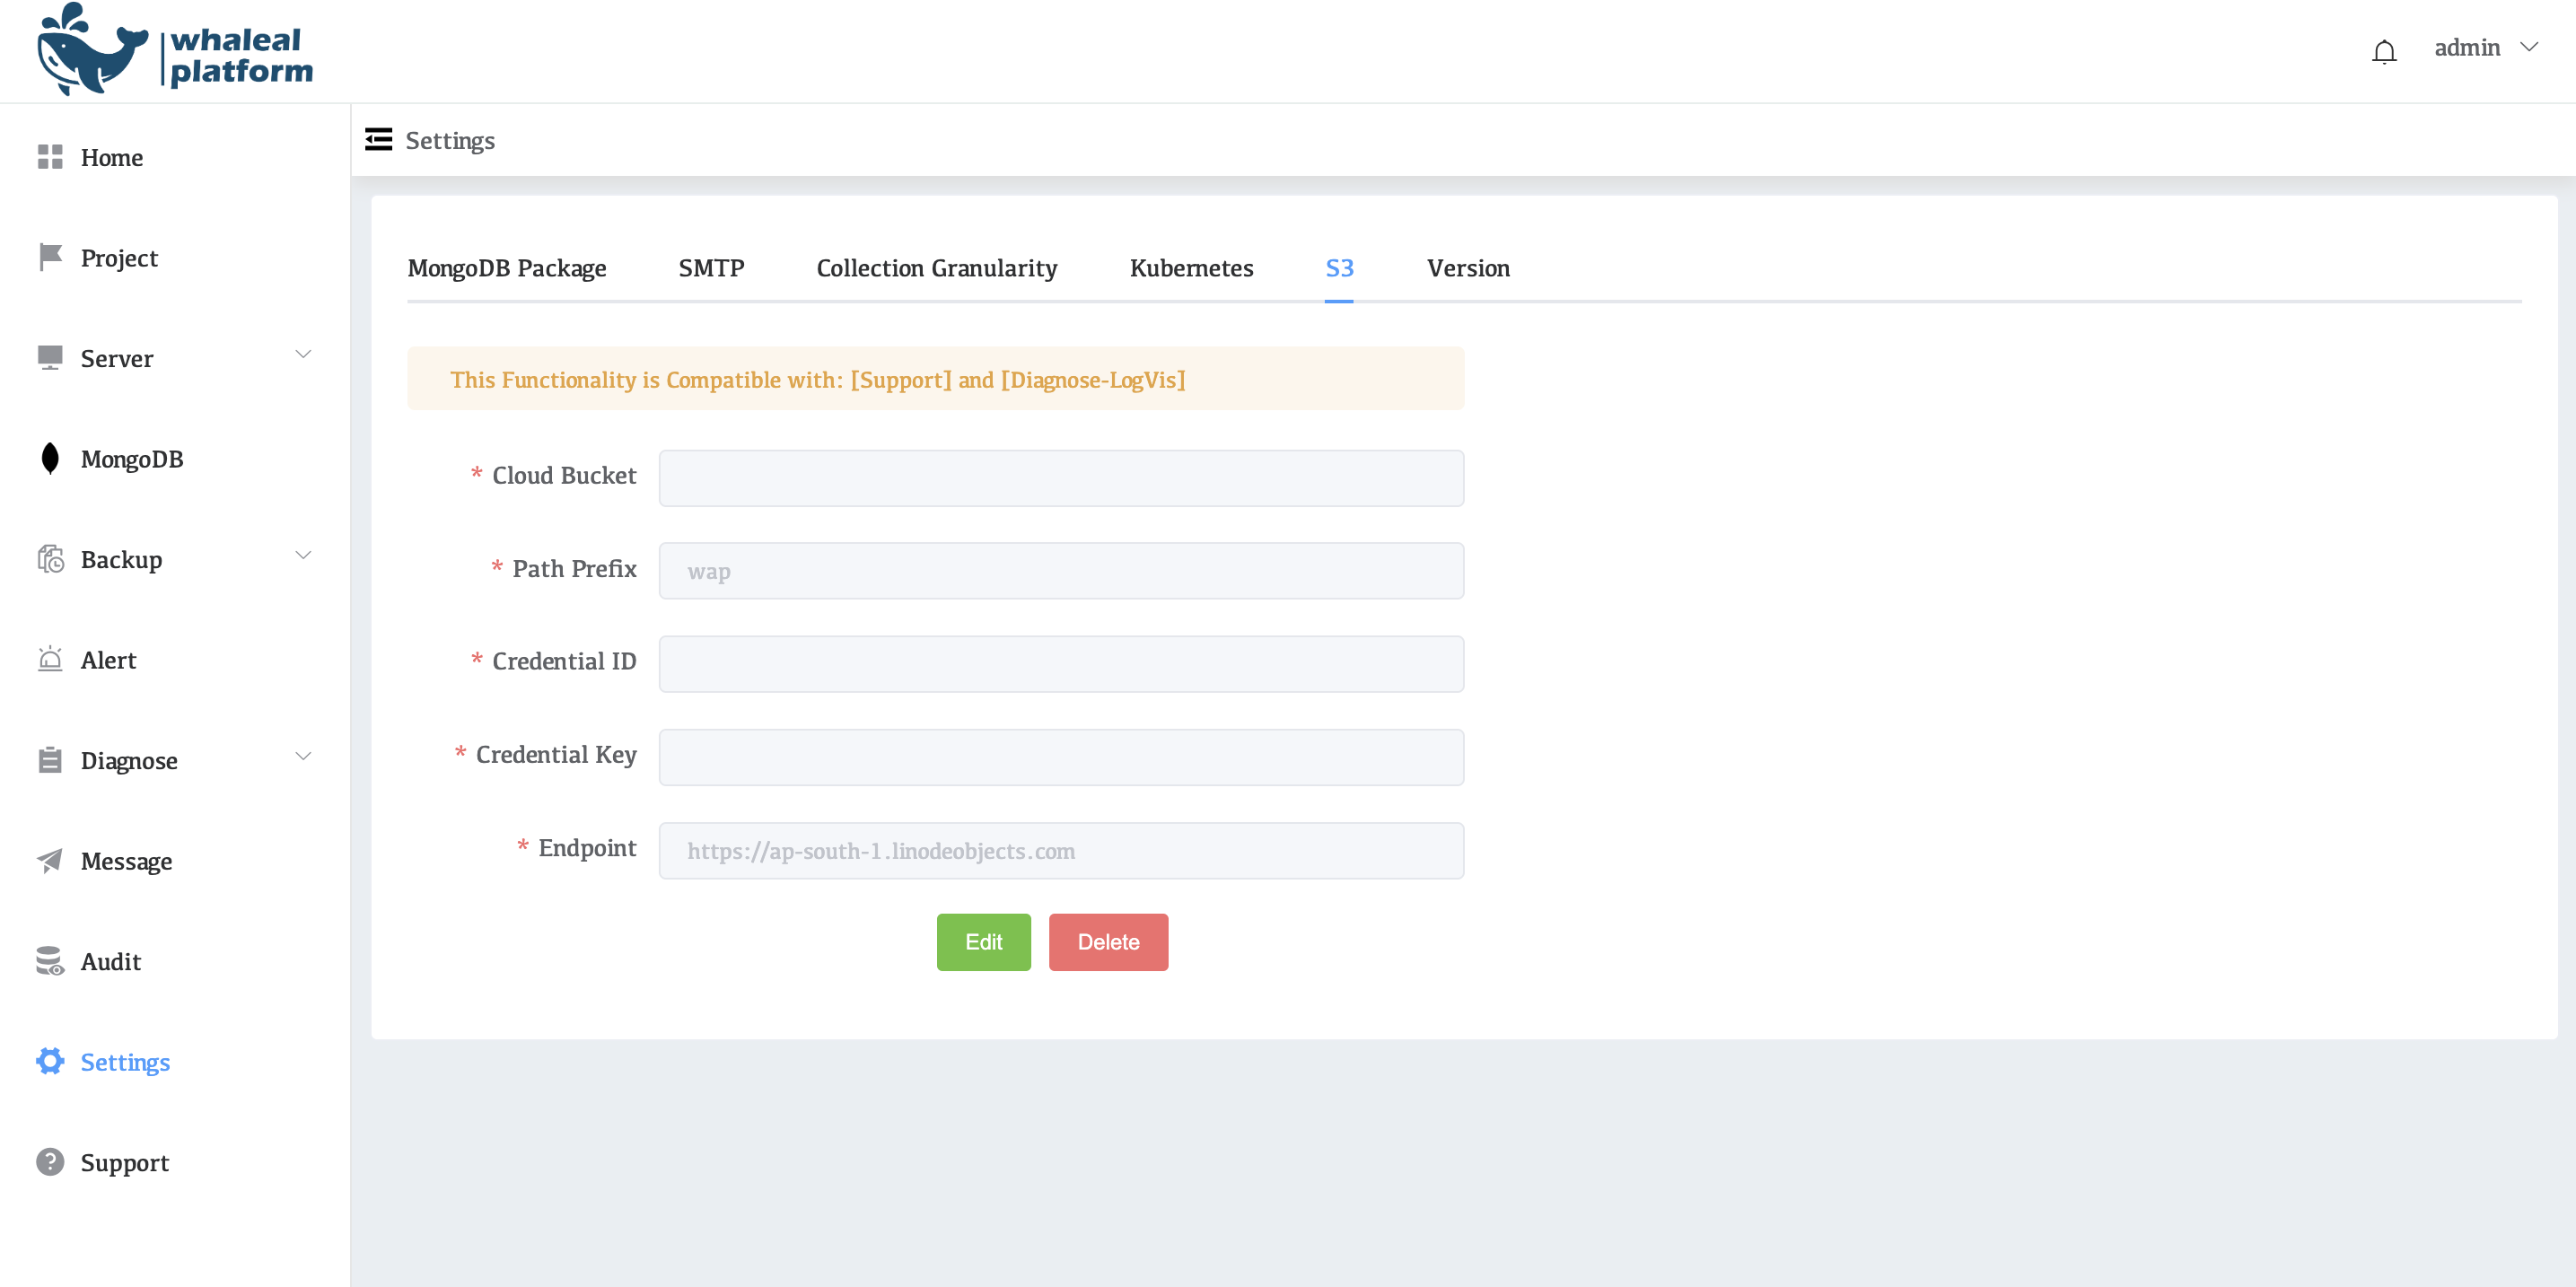 whaleal
platform
admin
Home
Project
Server
MongoDB
Backup
Alert
Diagnose
Message
Audit
Settings
Support
Settings
MongoDB Package SMTP Collection Granularity Kubernetes S3 Version
This Functionality is Compatible with: [Support] and [Diagnose-LogVis]
* Cloud Bucket
* Path Prefix wap
* Credential ID
* Credential Key
* Endpoint https://ap-south-1.linodeobjects.com
Edit Delete